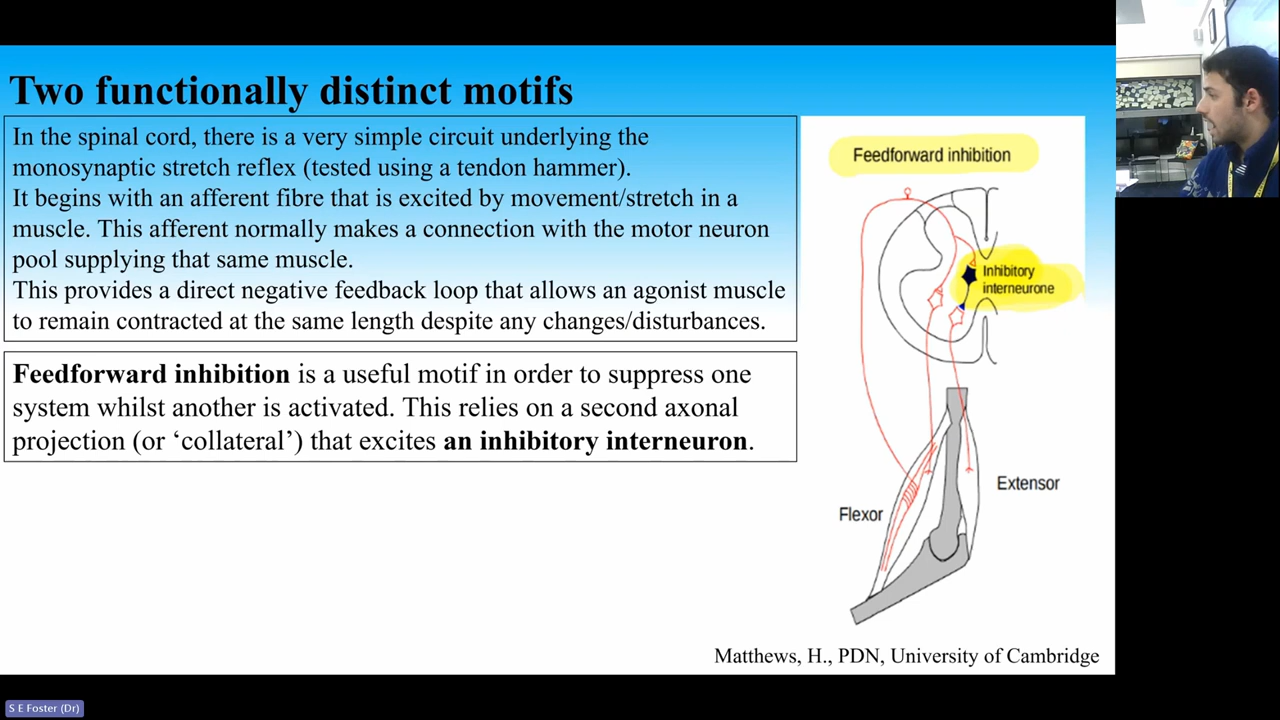 Two functionally distinct motifs
In the spinal cord, there is a very simple circuit underlying the
monosynaptic stretch reflex (tested using a tendon hammer).
It begins with an afferent fibre that is excited by movement/stretch in a
muscle. This afferent normally makes a connection with the motor neuron
pool supplying that same muscle.
This provides a direct negative feedback loop that allows an agonist muscle
to remain contracted at the same length despite any changes/disturbances.
Feedforward inhibition is a useful motif in order to suppress one
system whilst another is activated. This relies on a second axonal
projection (or ‘collateral’) that excites an inhibitory interneuron.
Feedforward inhibition
Inhibitory
interneurone
Extensor
Flexor
Matthews, H., PDN, University of Cambridge
S E Foster (Dr)